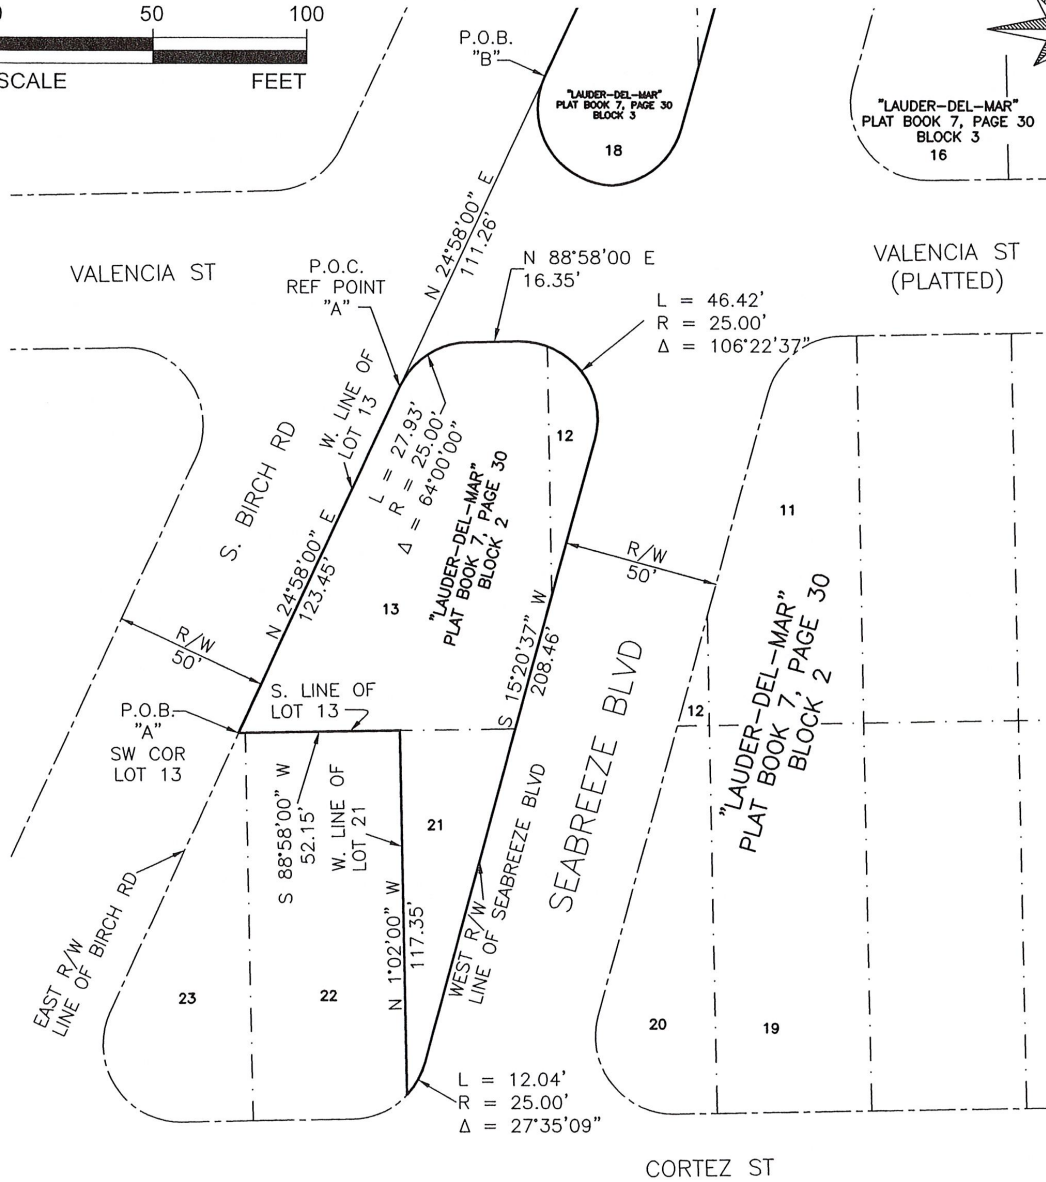 50
100
SCALE
FEET
P.O.B.
"B"
"LAUDER-DEL-MAR"
PLAT BOOK 7, PAGE 30
BLOCK 3
18
"LAUDER-DEL-MAR"
PLAT BOOK 7, PAGE 30
BLOCK 3
16
N 24°58'00" E
111.26'
VALENCIA ST
P.O.C.
REF POINT
"A"
N 88°58'00 E
16.35'
VALENCIA ST
(PLATTED)
L = 46.42'
R = 25.00'
Δ = 106°22'37"
W. LINE OF
LOT 13
L = 27.93'
R = 25.00'
Δ = 64°00'00"
12
S. BIRCH RD
"LAUDER-DEL-MAR"
PLAT BOOK 7, PAGE 30
BLOCK 2
11
N 24°58'00" E
123.45'
13
R/W
50'
R/W
50'
S 15°20'37" W
208.46'
SEABREEZE BLVD
"LAUDER-DEL-MAR"
PLAT BOOK 7, PAGE 30
BLOCK 2
12
S. LINE OF
LOT 13
P.O.B.
"A"
SW COR
LOT 13
S 88°58'00" W
52.15'
W. LINE OF
LOT 21
21
N 1°02'00" W
117.35'
WEST R/W
LINE OF SEABREEZE BLVD
EAST R/W
LINE OF BIRCH RD
23
22
20
19
L = 12.04'
R = 25.00'
Δ = 27°35'09"
CORTEZ ST